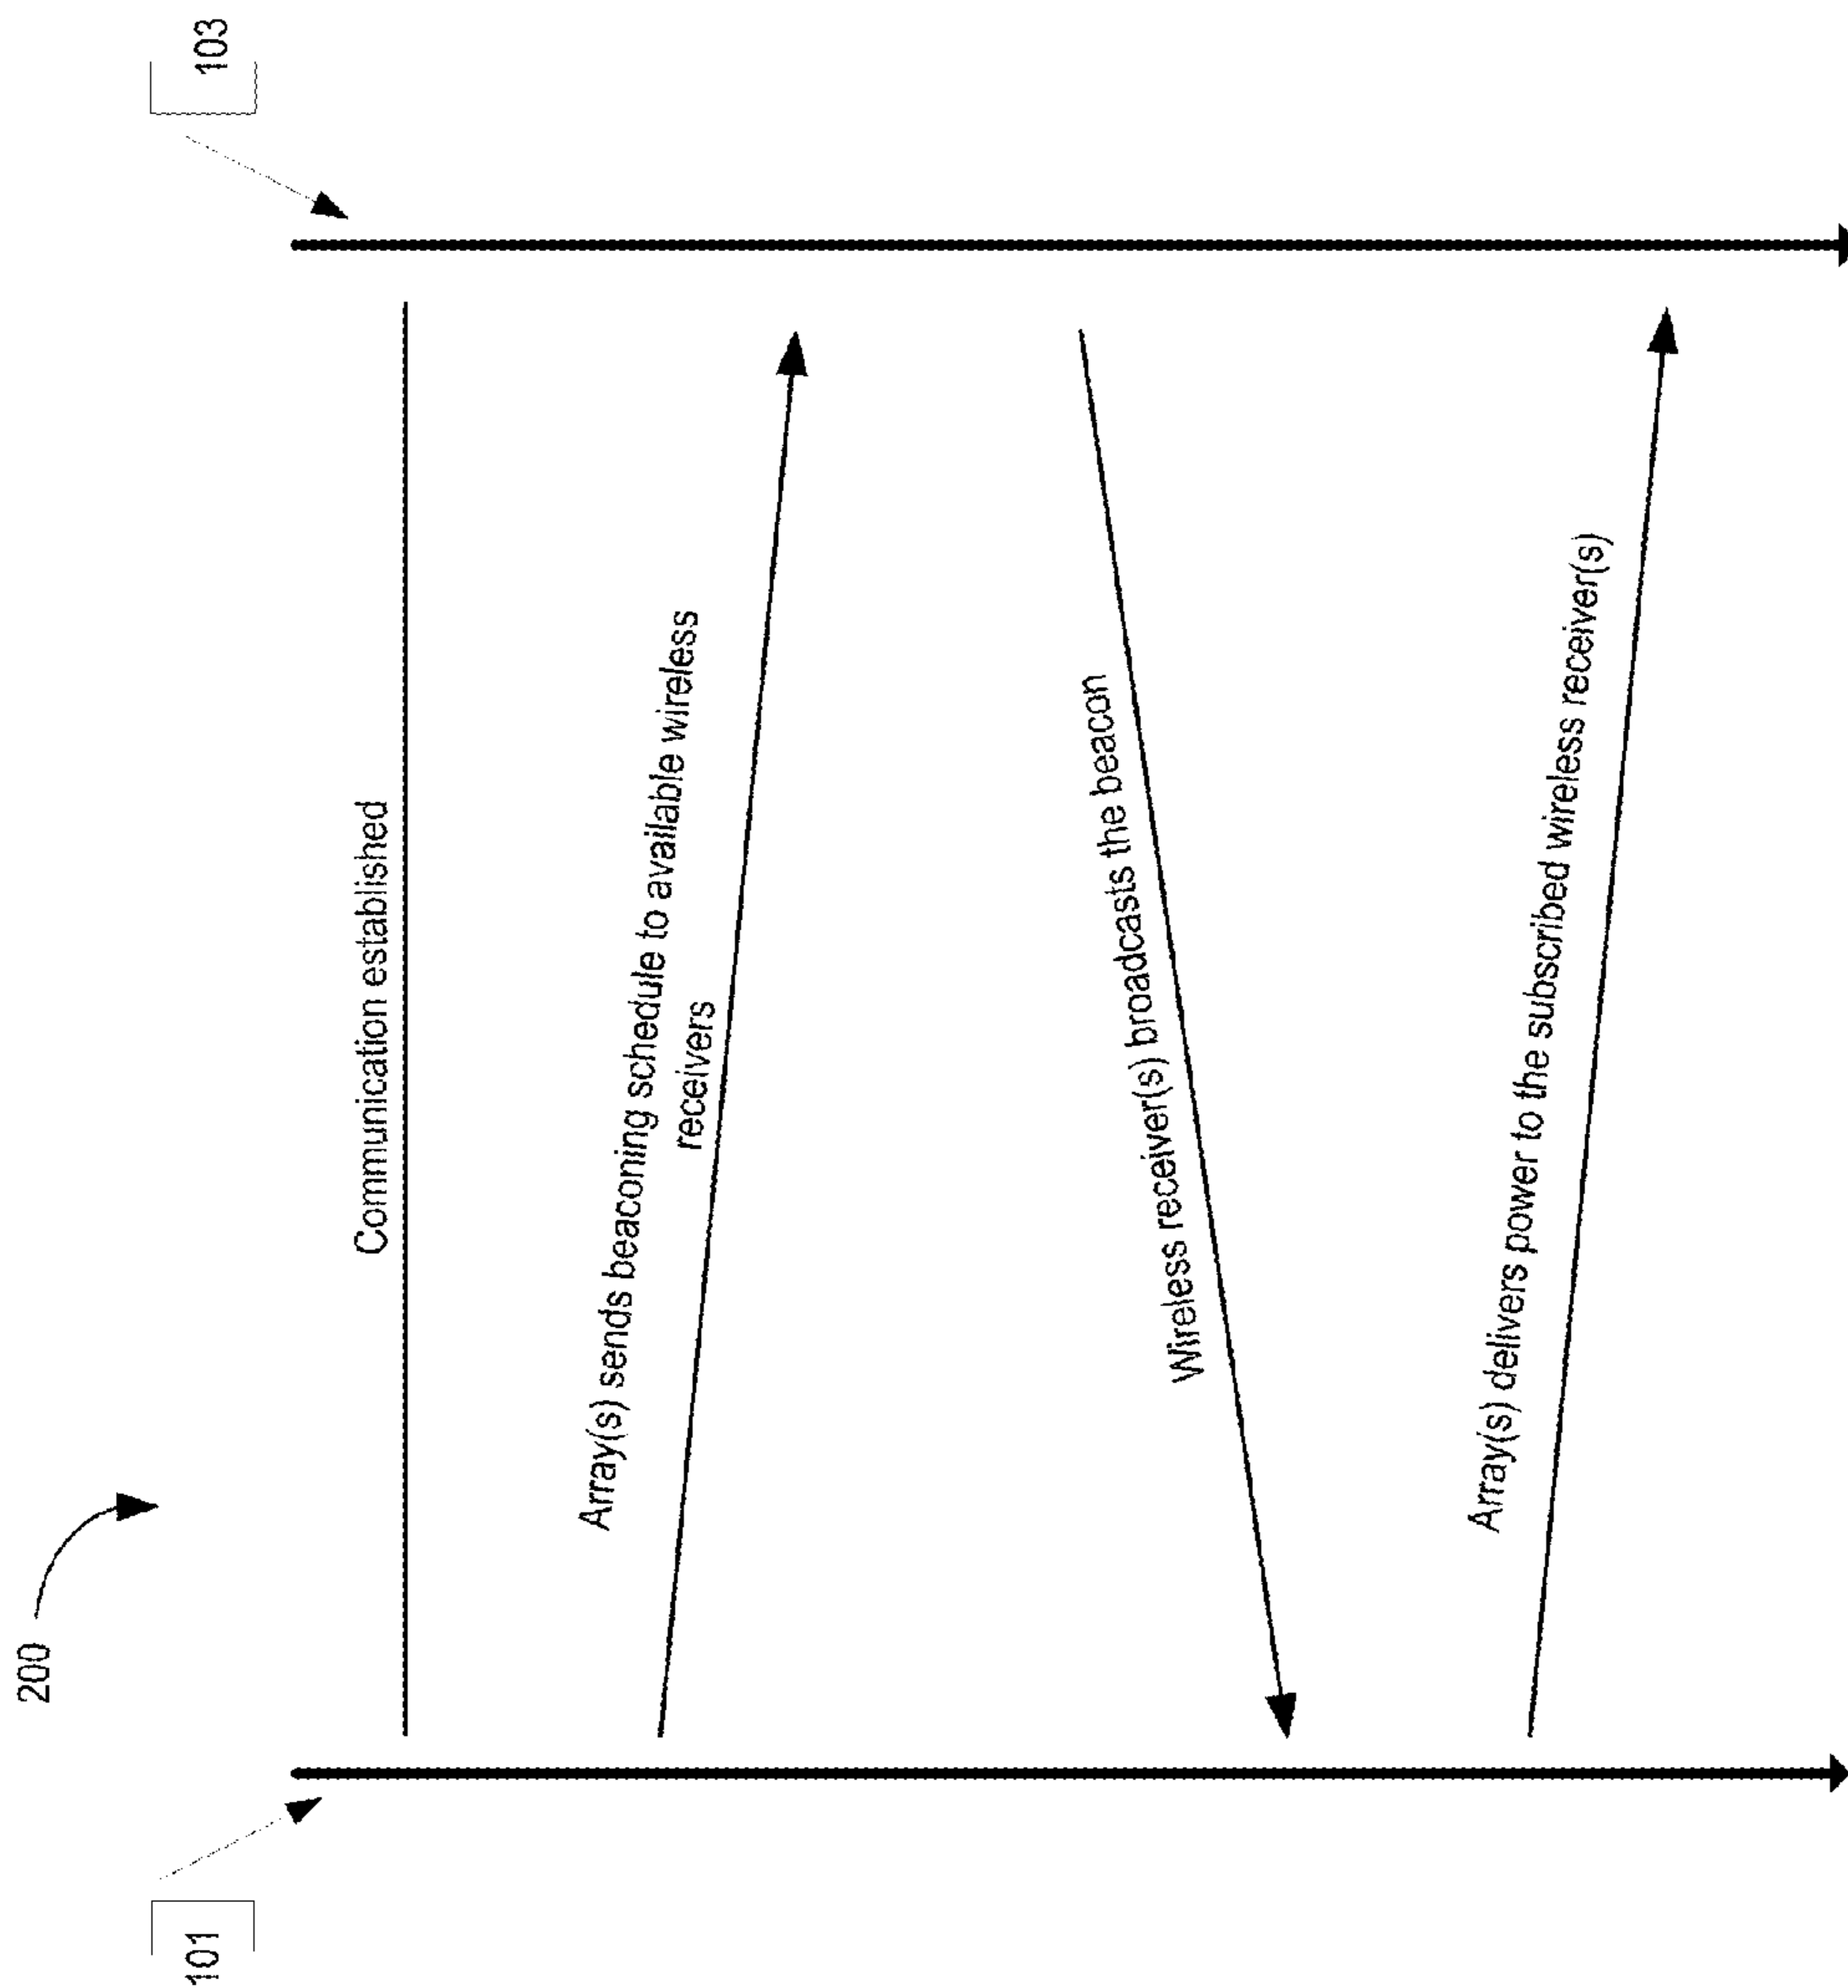 200
101
103
Communication established
Array(s) sends beaconing schedule to available wireless
receivers
Wireless receiver(s) broadcasts the beacon
Array(s) delivers power to the subscribed wireless receiver(s)